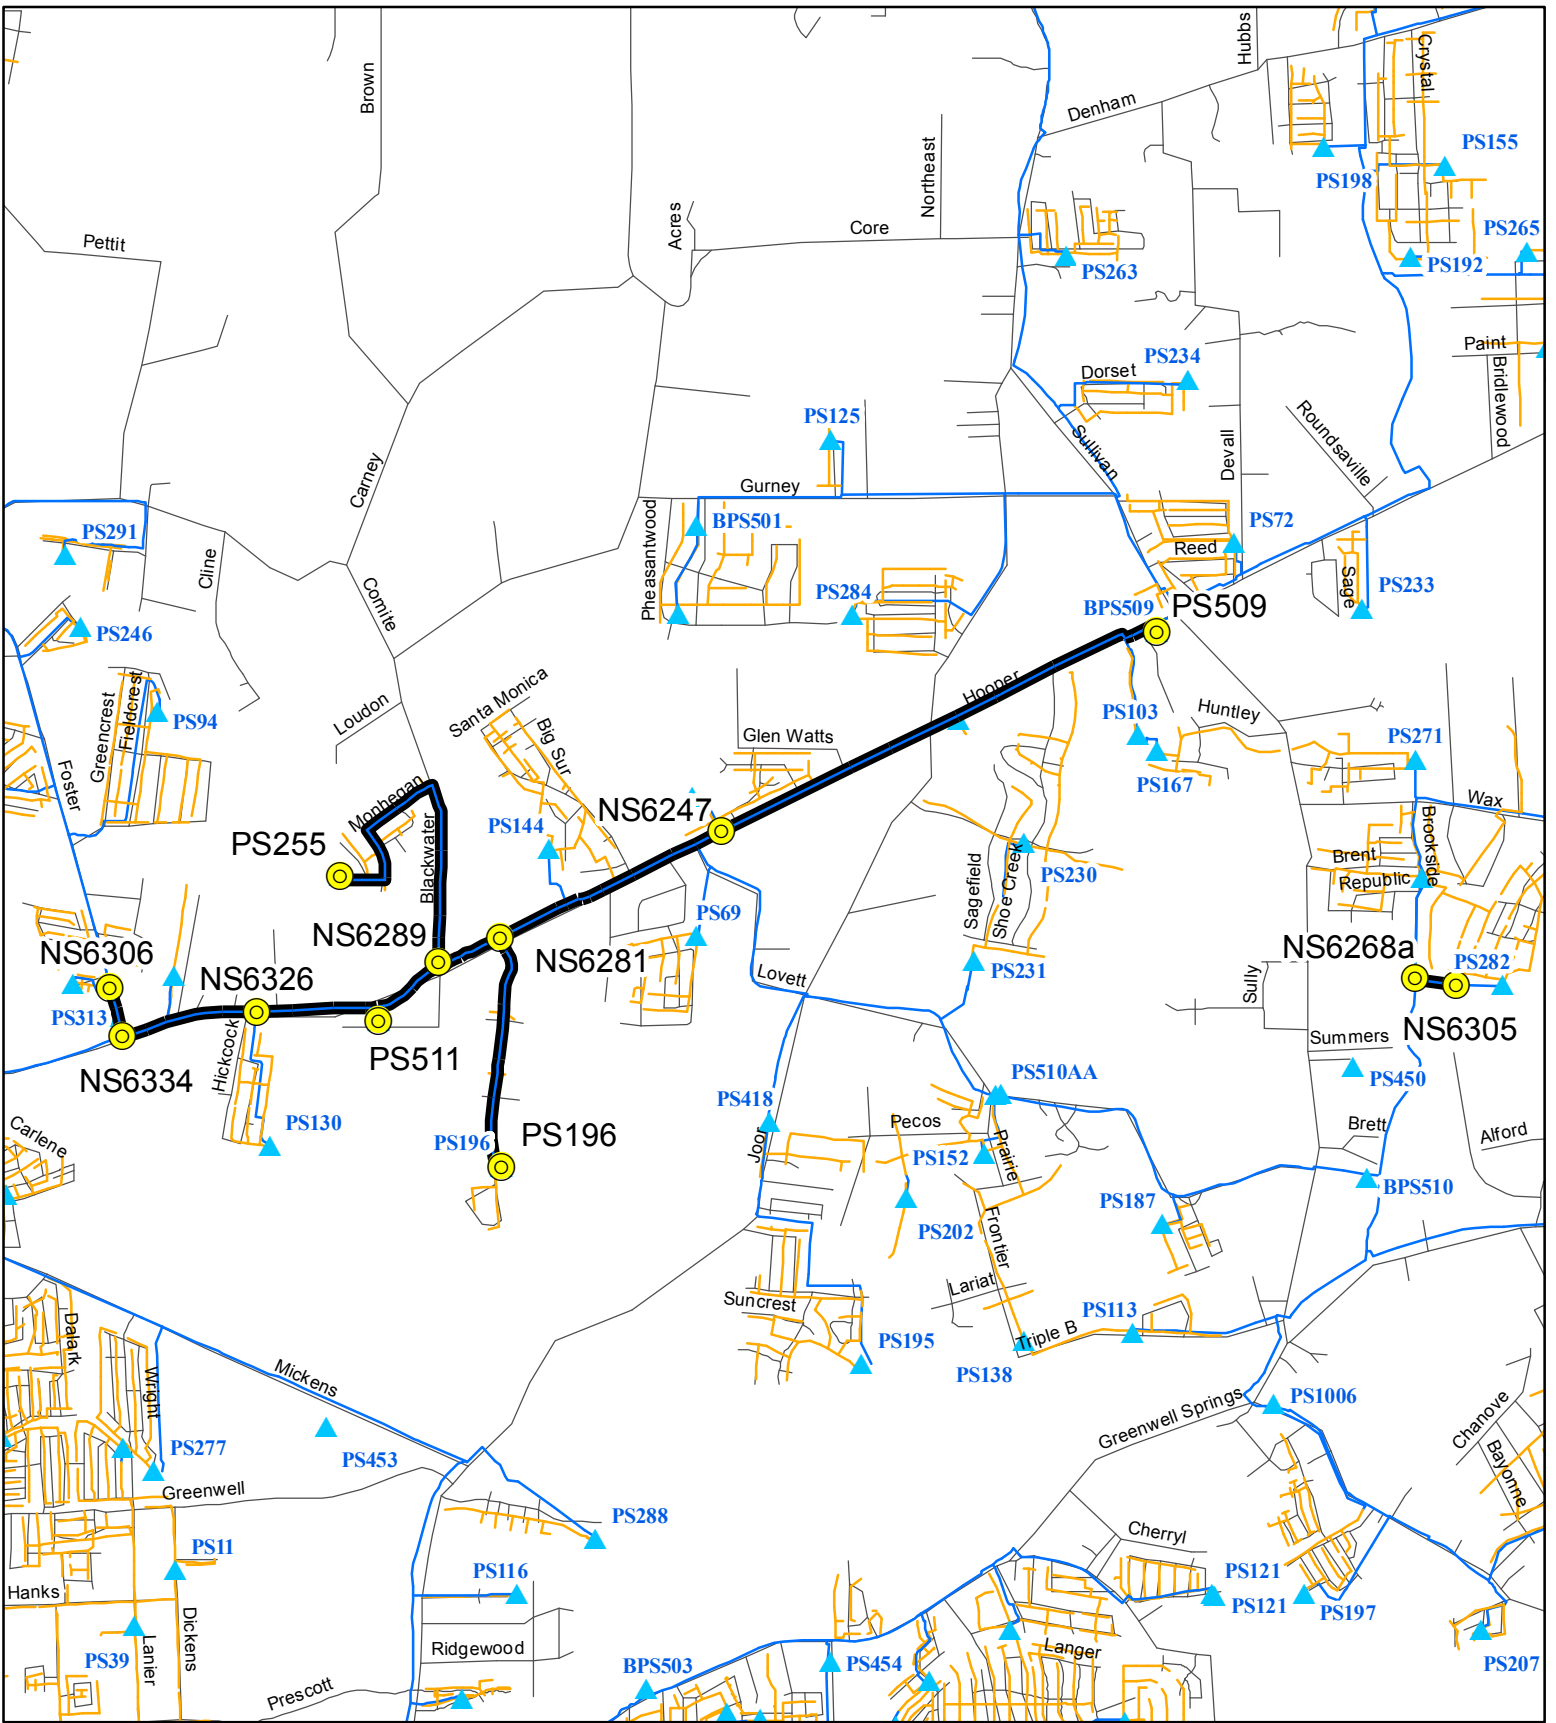 Hubbs
Crystal
Brown
Denham
PS155
PS198
Northeast
Acres
Core
Pettit
PS265
PS192
PS263
Paint
PS234
Dorset
Bridlewood
Roundsaville
PS125
Sullivan
Devall
Carney
Gurney
Pheasantwood
BPS501
PS291
PS72
Reed
Cline
Comite
Sage
PS233
PS284
BPS509
PS509
PS246
Greencrest
Fieldcrest
Santa Monica
Hooper
PS94
Loudon
Big Sur
Glen Watts
PS103
Huntley
PS271
Foster
Monhegan
NS6247
PS167
Wax
PS144
Brookside
PS255
Blackwater
Brent
PS230
Republic
Sagefield
Shoe Creek
PS69
NS6289
NS6306
NS6281
NS6268a
PS282
PS231
NS6326
Lovett
Sully
PS313
NS6305
PS511
Summers
NS6334
Hickcock
PS510AA
PS450
PS418
Pecos
Brett
Alford
Carlene
PS130
PS196
PS196
Joor
PS152
Prairie
BPS510
PS187
PS202
Frontier
Lariat
Suncrest
PS113
Dalark
Triple B
PS195
PS138
Mickens
Wright
PS1006
Greenwell Springs
Chanove
PS277
PS453
Bayonne
Greenwell
PS288
Cherryl
PS11
PS116
PS121
Hanks
PS121
PS197
Dickens
Lanier
Ridgewood
Langer
PS39
BPS503
PS454
PS207
Prescott